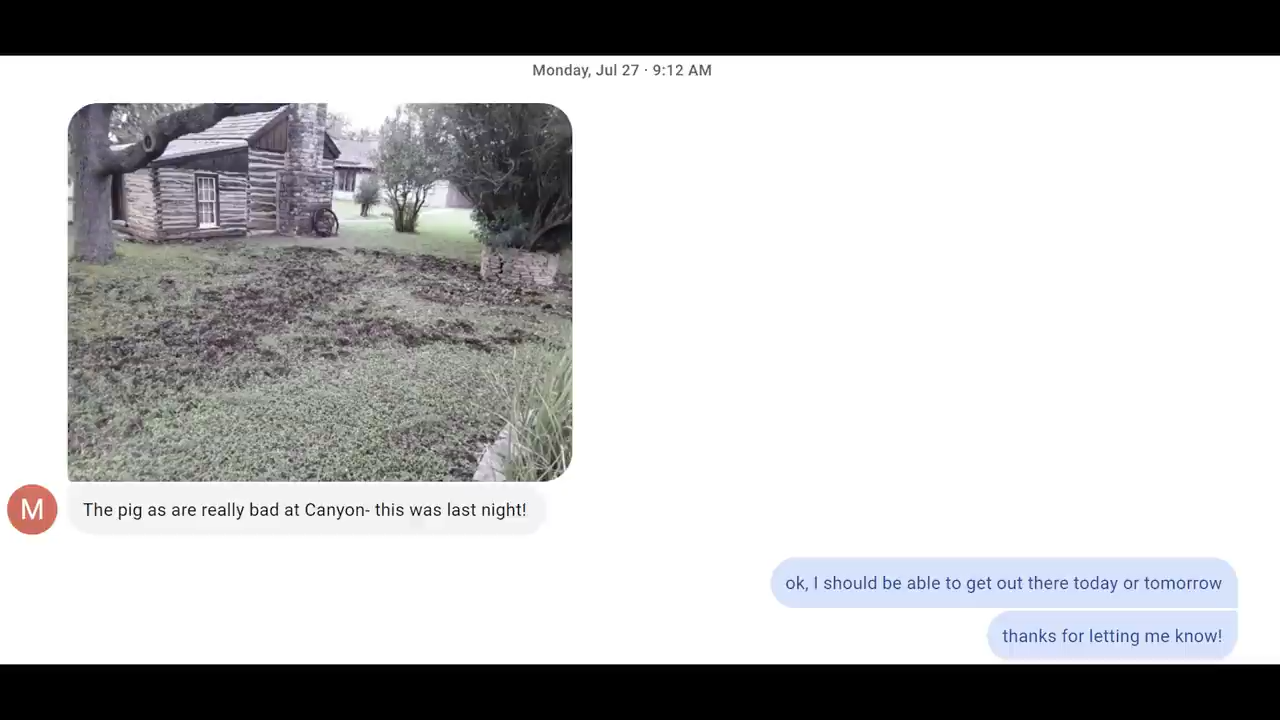 Monday, Jul 27 · 9:12 AM
M
The pig as are really bad at Canyon- this was last night!
ok, I should be able to get out there today or tomorrow
thanks for letting me know!